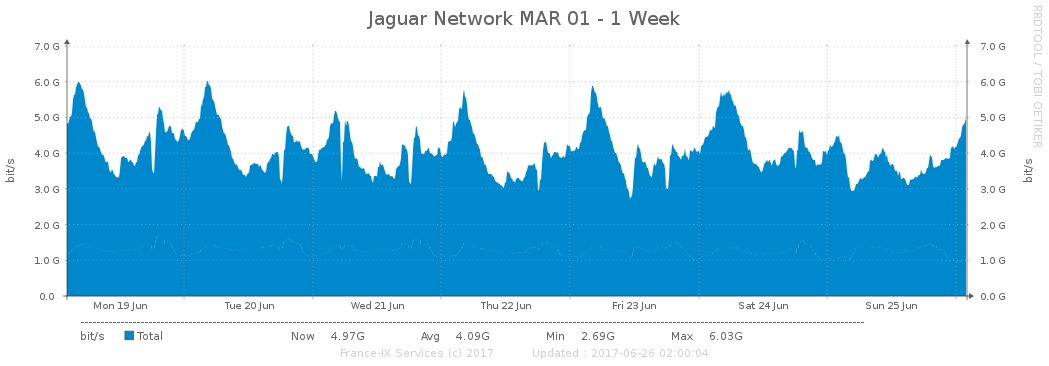 Jaguar Network MAR 01 - 1 Week
RRDTOOL / TOBI OETIKER
7.0 G 7.0 G
6.0 G 6.0 G
5.0 G 5.0 G
4.0 G 4.0 G
bit/s bit/s
3.0 G 3.0 G
2.0 G 2.0 G
1.0 G 1.0 G
0.0 0.0 G
Mon 19 Jun Tue 20 Jun Wed 21 Jun Thu 22 Jun Fri 23 Jun Sat 24 Jun Sun 25 Jun
bit/s Total Now 4.97G Avg 4.09G Min 2.69G Max 6.03G
France-IX Services (c) 2017 Updated : 2017-06-26 02:00:04